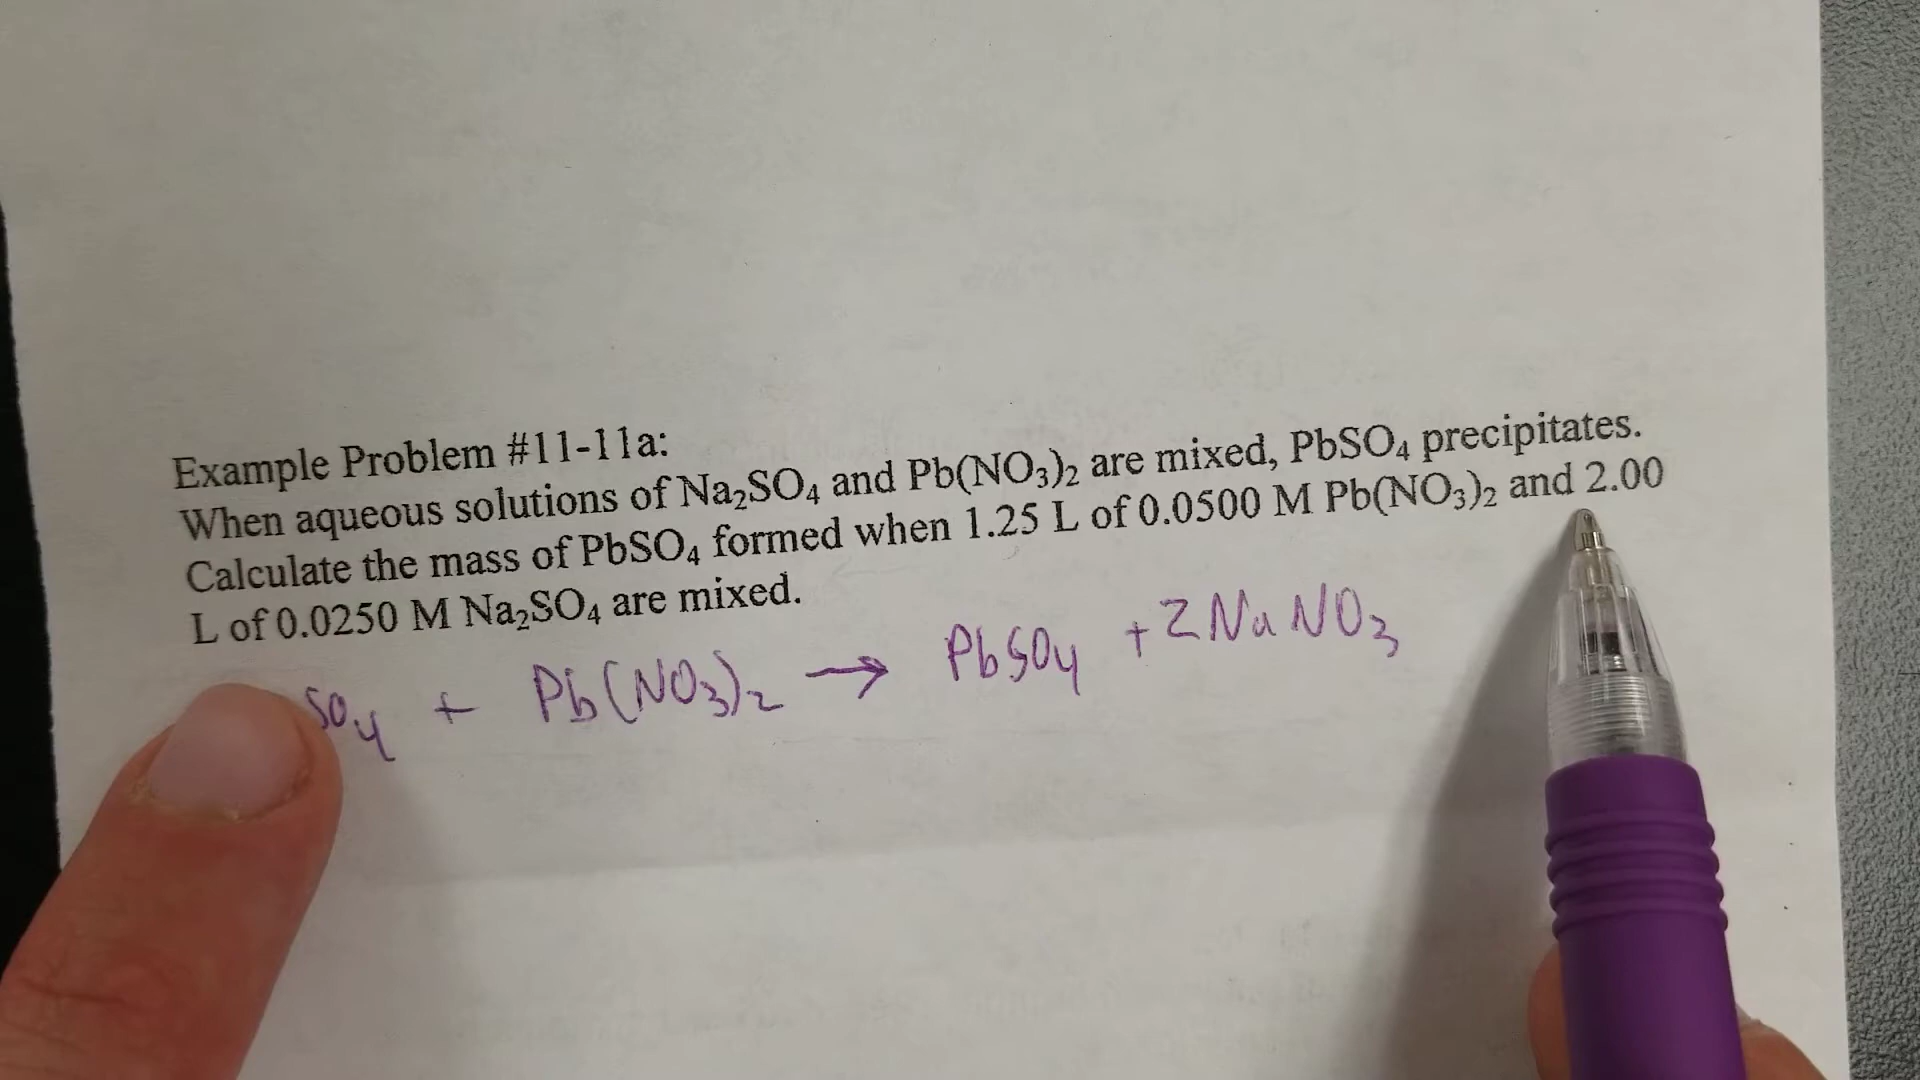 Example Problem #11-11a:
When aqueous solutions of Na₂SO₄ and Pb(NO₃)₂ are mixed, PbSO₄ precipitates.
Calculate the mass of PbSO₄ formed when 1.25 L of 0.0500 M Pb(NO₃)₂ and 2.00
L of 0.0250 M Na₂SO₄ are mixed.
SO₄ + Pb(NO₃)₂ → PbSO₄ + 2NaNO₃